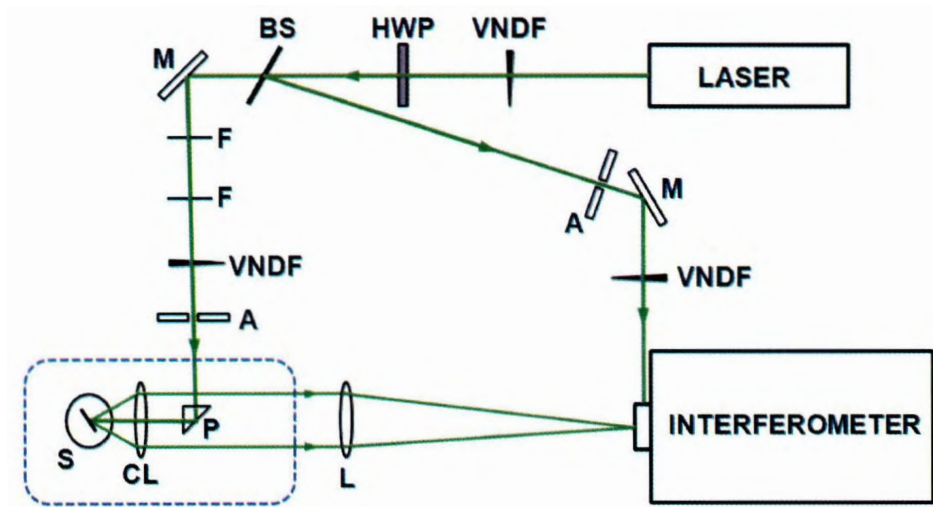 BS
HWP
VNDF
M
LASER
F
F
M
A
VNDF
VNDF
A
P
S
CL
L
INTERFEROMETER